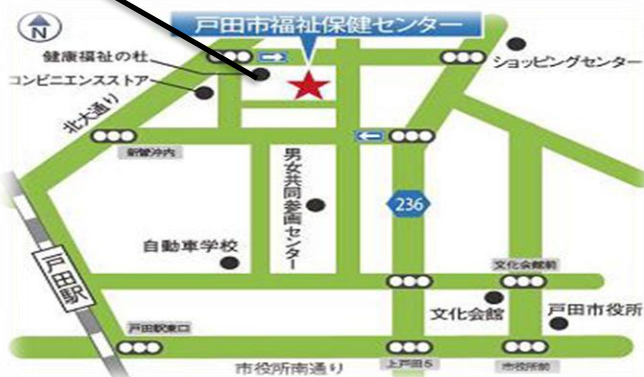 N
戸田市福祉保健センター
健康福祉の杜
ショッピングセンター
コンビニエンスストア
北大通り
新曽沖内
男女共同参画センター
236
自動車学校
戸田駅
文化会館前
文化会館
戸田市役所
戸田駅東口
市役所南通り
上戸田5
市役所前